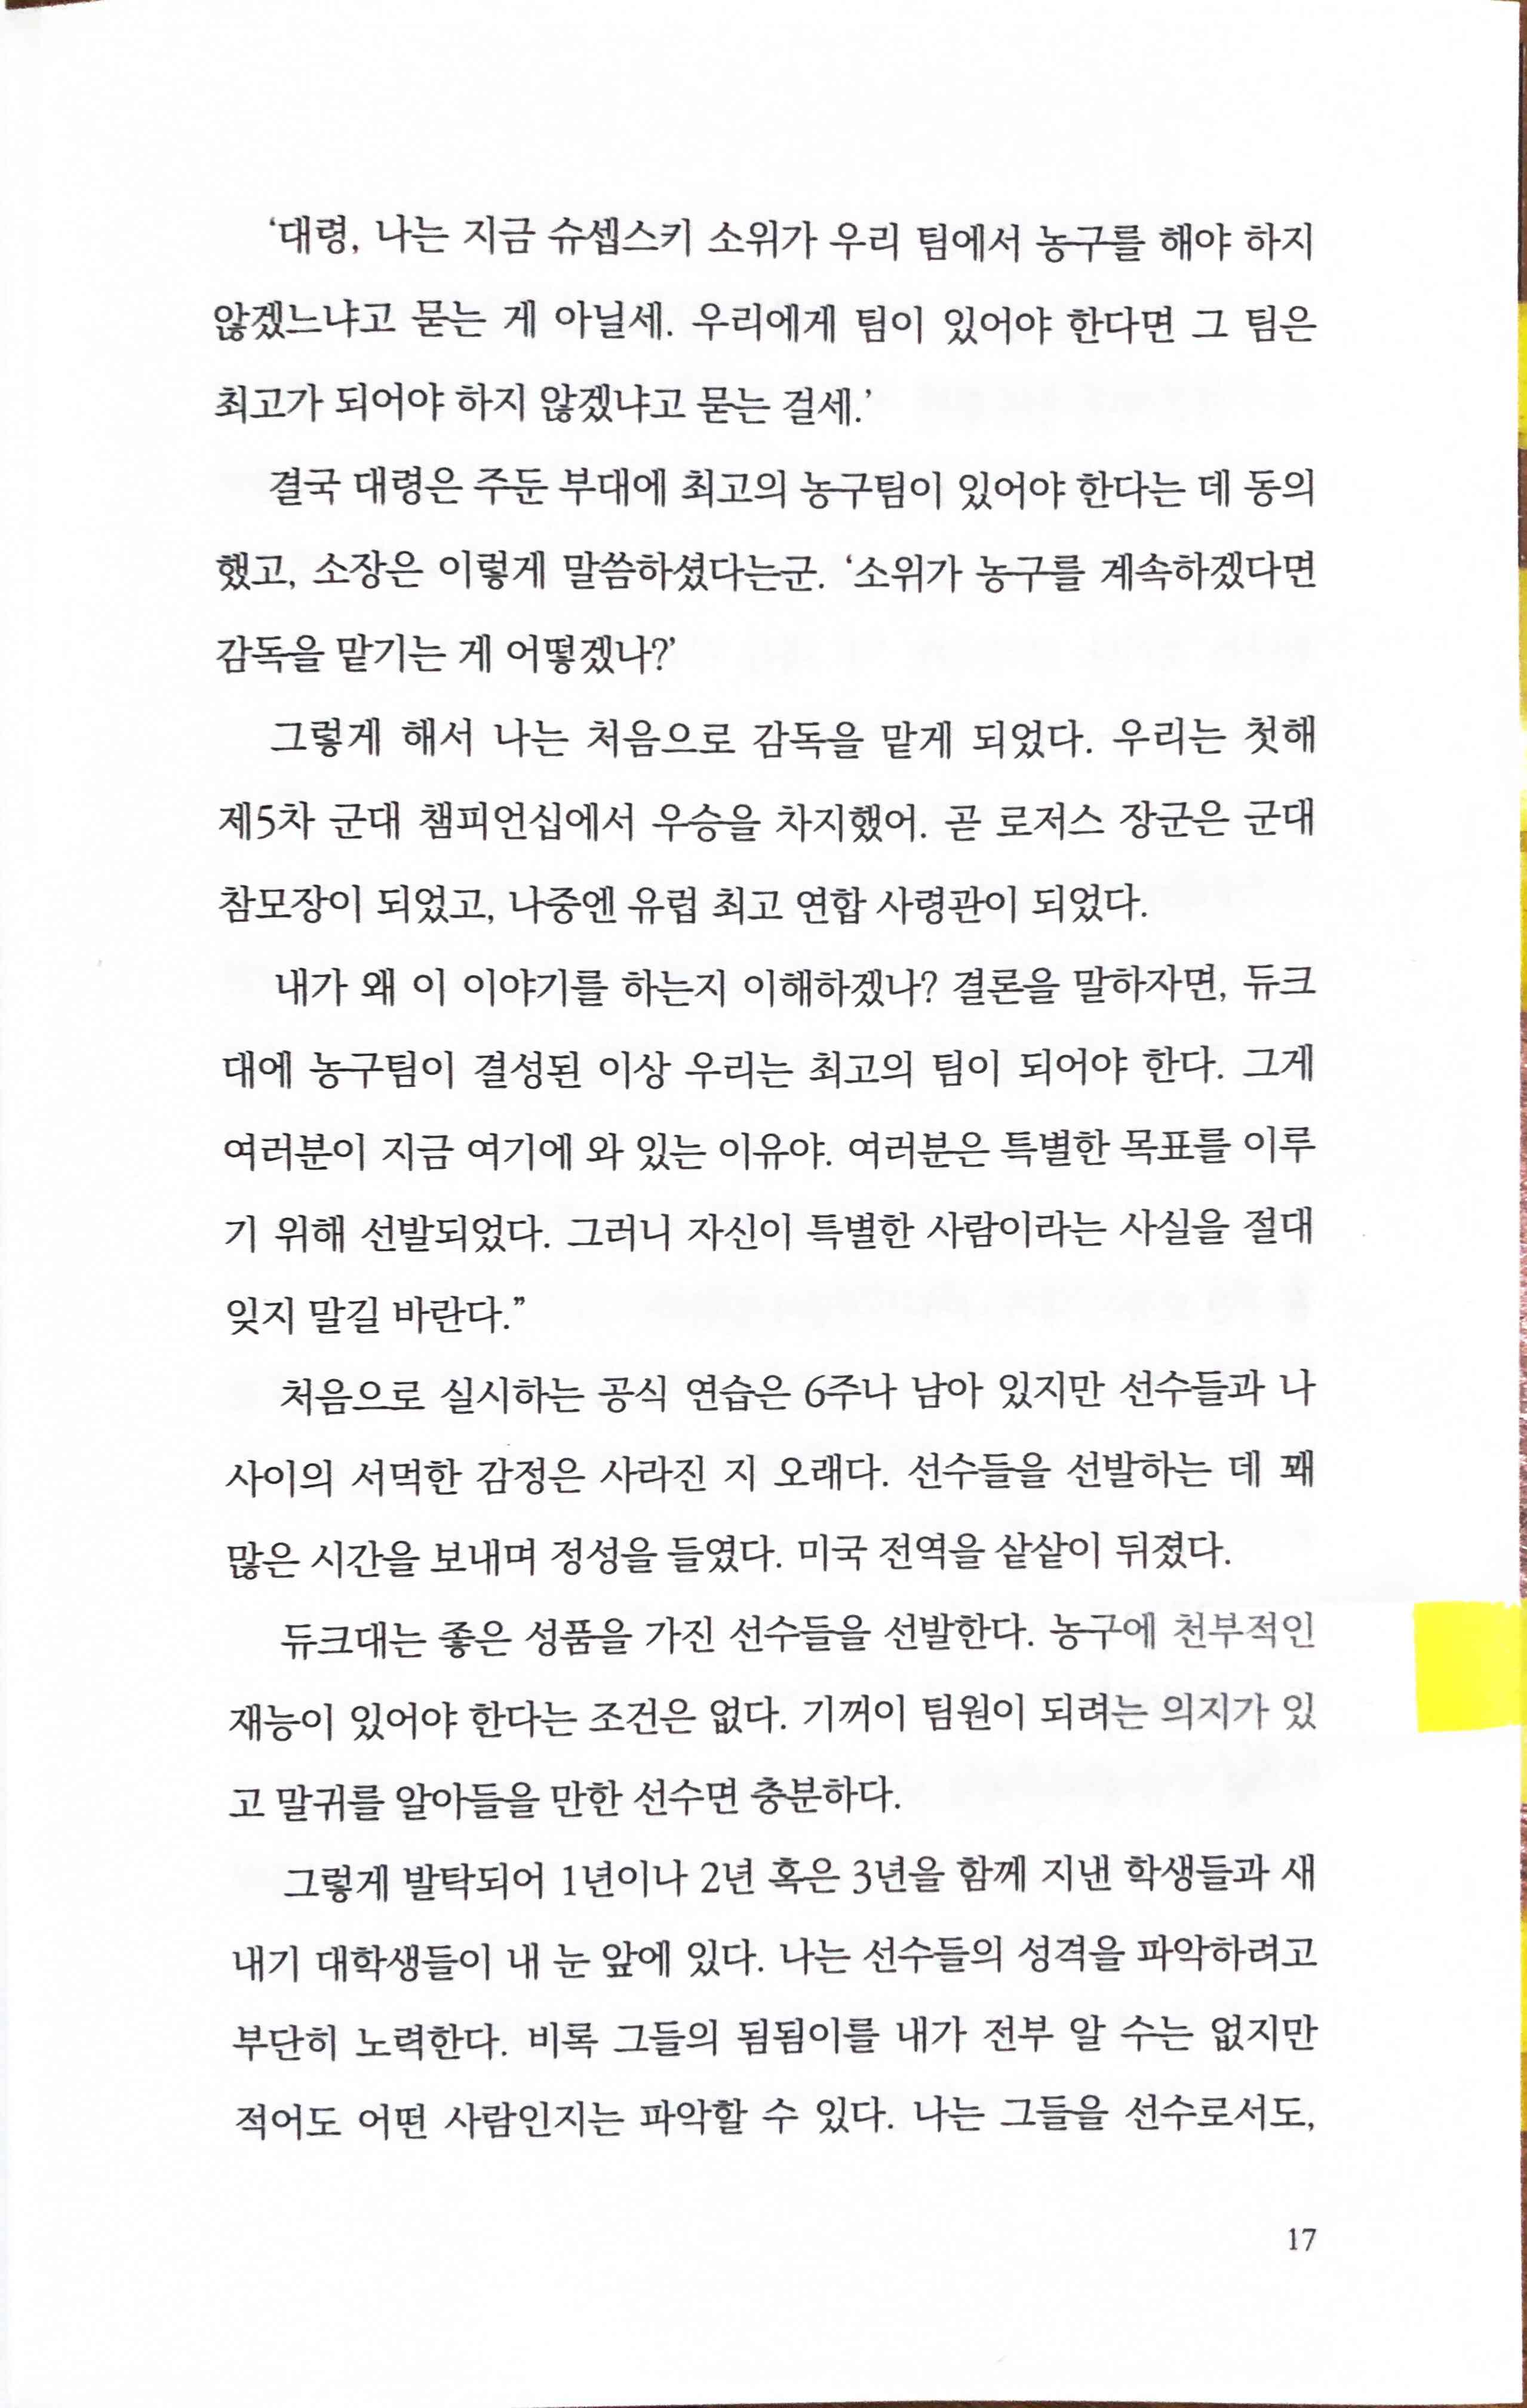 ‘대령, 나는 지금 슈셉스키 소위가 우리 팀에서 농구를 해야 하지
않겠느냐고 묻는 게 아닐세. 우리에게 팀이 있어야 한다면 그 팀은
최고가 되어야 하지 않겠냐고 묻는 걸세.’
결국 대령은 주둔 부대에 최고의 농구팀이 있어야 한다는 데 동의
했고, 소장은 이렇게 말씀하셨다는군. ‘소위가 농구를 계속하겠다면
감독을 맡기는 게 어떻겠나?’
그렇게 해서 나는 처음으로 감독을 맡게 되었다. 우리는 첫해
제5차 군대 챔피언십에서 우승을 차지했어. 곧 로저스 장군은 군대
참모장이 되었고, 나중엔 유럽 최고 연합 사령관이 되었다.
내가 왜 이 이야기를 하는지 이해하겠나? 결론을 말하자면, 듀크
대에 농구팀이 결성된 이상 우리는 최고의 팀이 되어야 한다. 그게
여러분이 지금 여기에 와 있는 이유야. 여러분은 특별한 목표를 이루
기 위해 선발되었다. 그러니 자신이 특별한 사람이라는 사실을 절대
잊지 말길 바란다.”
처음으로 실시하는 공식 연습은 6주나 남아 있지만 선수들과 나
사이의 서먹한 감정은 사라진 지 오래다. 선수들을 선발하는 데 꽤
많은 시간을 보내며 정성을 들였다. 미국 전역을 샅샅이 뒤졌다.
듀크대는 좋은 성품을 가진 선수들을 선발한다. 농구에 천부적인
재능이 있어야 한다는 조건은 없다. 기꺼이 팀원이 되려는 의지가 있
고 말귀를 알아들을 만한 선수면 충분하다.
그렇게 발탁되어 1년이나 2년 혹은 3년을 함께 지낸 학생들과 새
내기 대학생들이 내 눈 앞에 있다. 나는 선수들의 성격을 파악하려고
부단히 노력한다. 비록 그들의 됨됨이를 내가 전부 알 수는 없지만
적어도 어떤 사람인지는 파악할 수 있다. 나는 그들을 선수로서도,
17